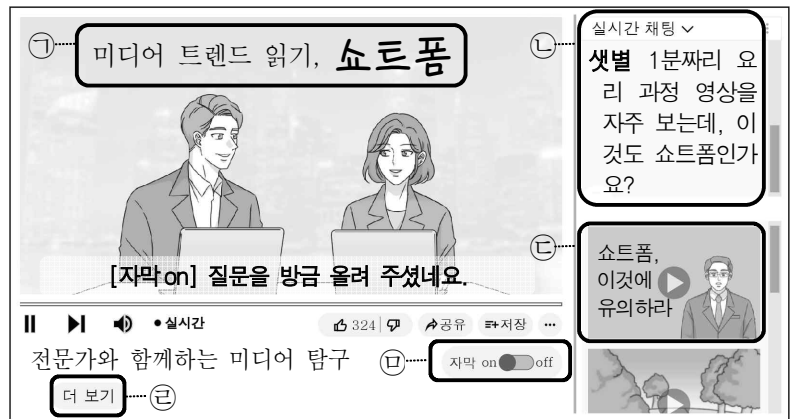 ㉠ 미디어 트렌드 읽기, 쇼트폼
[자막on] 질문을 방금 올려 주셨네요.
실시간
324
공유
저장
전문가와 함께하는 미디어 탐구
㉤ 자막 on off
더 보기 ㉣
㉡ 실시간 채팅
샛별 1분짜리 요
리 과정 영상을
자주 보는데, 이
것도 쇼트폼인가
요?
㉢ 쇼트폼,
이것에
유의하라